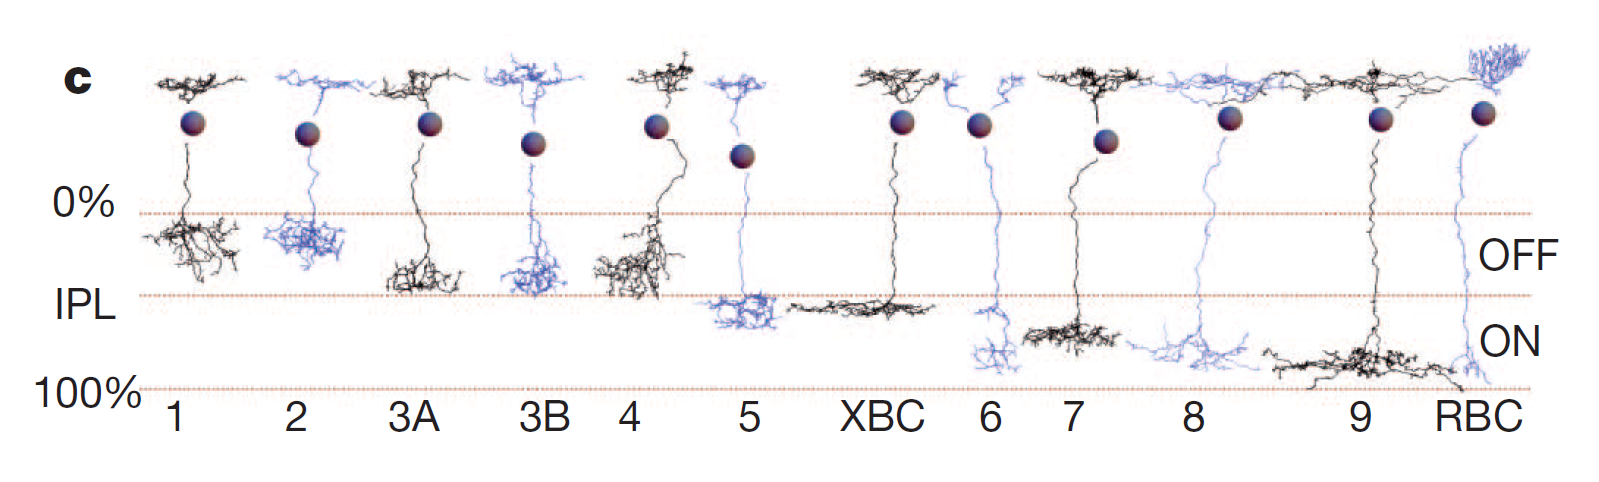 c
0%
OFF
IPL
ON
100%
1 2 3A 3B 4 5 XBC 6 7 8 9 RBC